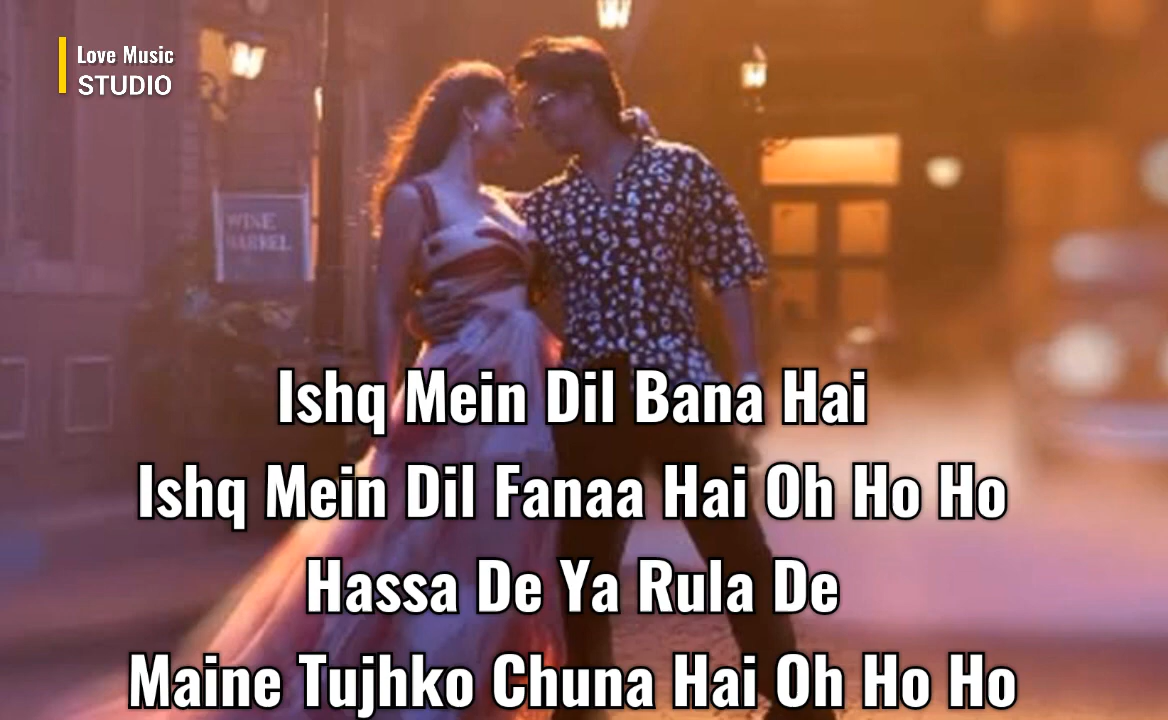 Love Music
STUDIO
WINE
BARREL
Ishq Mein Dil Bana Hai
Ishq Mein Dil Fanaa Hai Oh Ho Ho
Hassa De Ya Rula De
Maine Tujhko Chuna Hai Oh Ho Ho